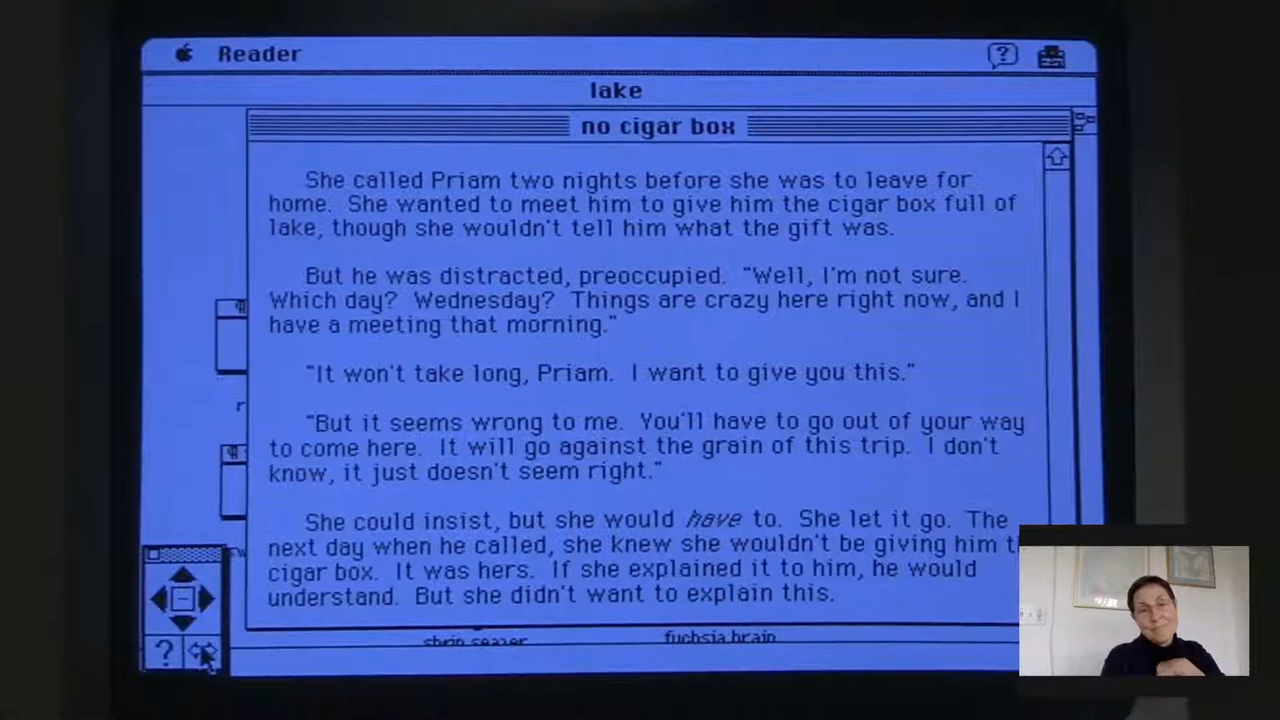 Reader
lake
no cigar box
She called Priam two nights before she was to leave for
home. She wanted to meet him to give him the cigar box full of
lake, though she wouldn't tell him what the gift was.
But he was distracted, preoccupied. "Well, I'm not sure.
Which day? Wednesday? Things are crazy here right now, and I
have a meeting that morning."
"It won't take long, Priam. I want to give you this."
"But it seems wrong to me. You'll have to go out of your way
to come here. It will go against the grain of this trip. I don't
know, it just doesn't seem right."
She could insist, but she would have to. She let it go. The
next day when he called, she knew she wouldn't be giving him
cigar box. It was hers. If she explained it to him, he would
understand. But she didn't want to explain this.
fuchsia brain
?